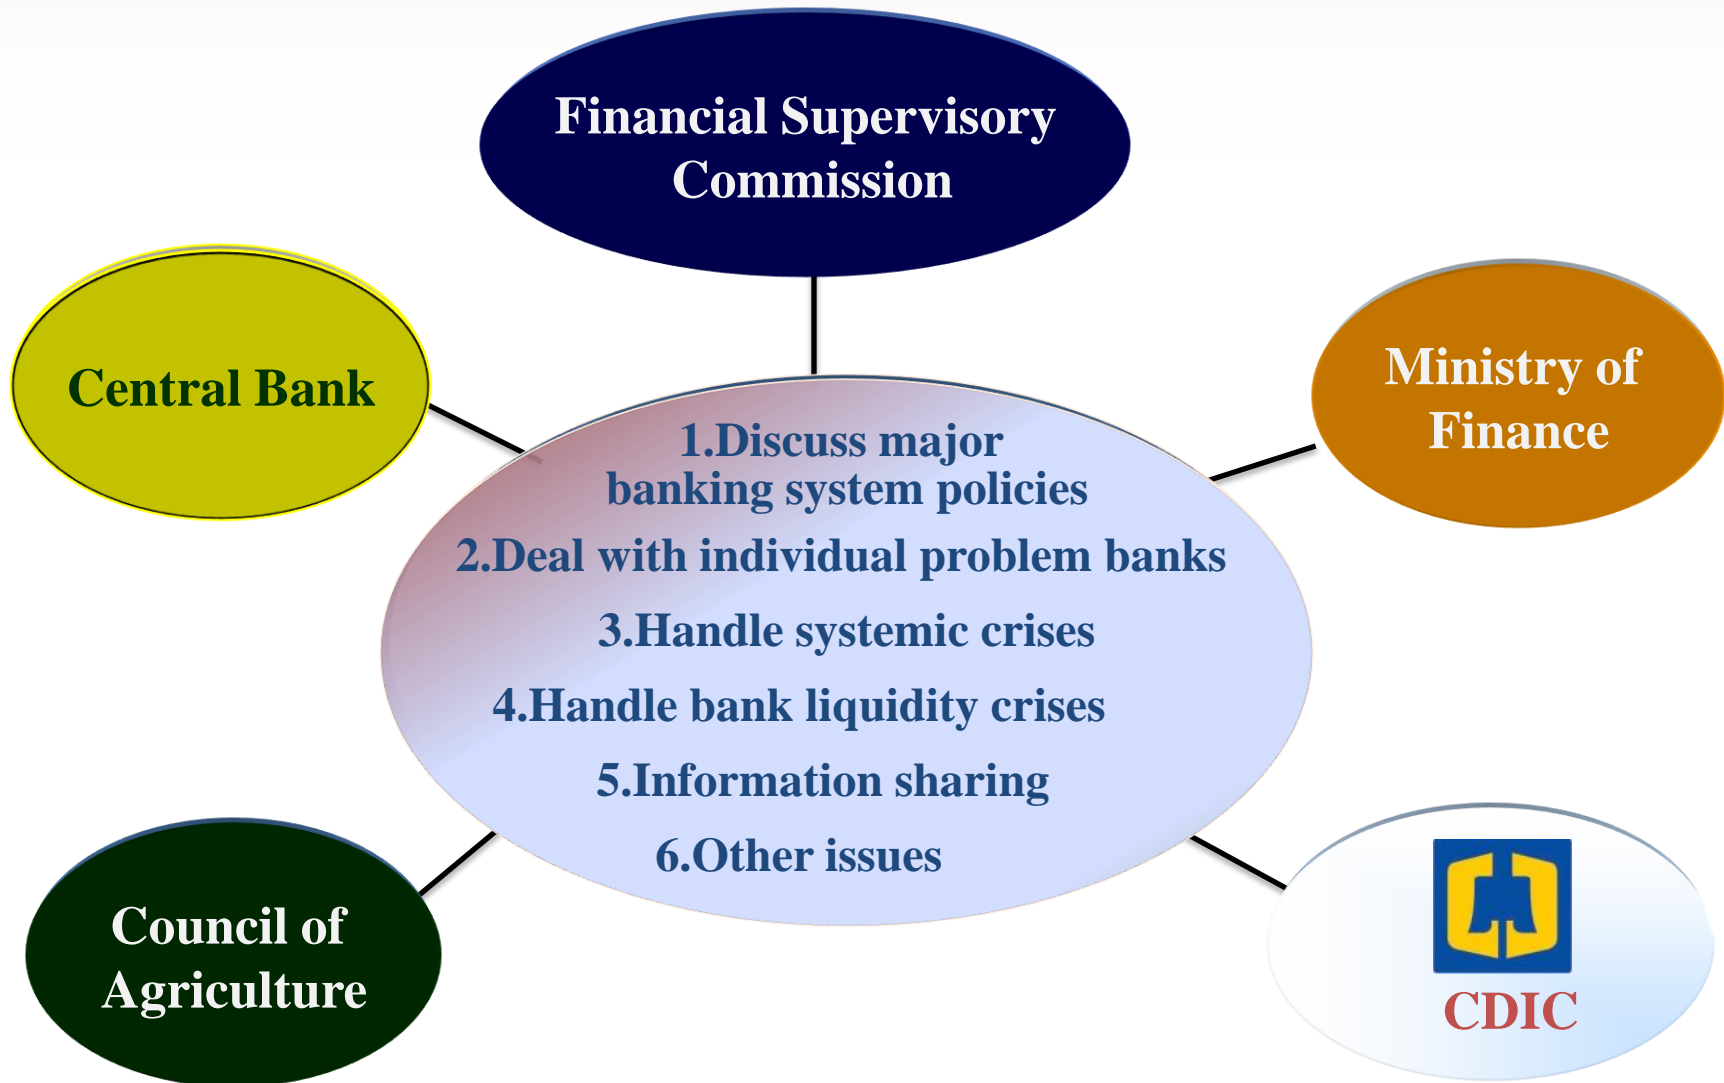 Financial Supervisory
Commission
Central Bank
Ministry of
Finance
1.Discuss major
banking system policies
2.Deal with individual problem banks
3.Handle systemic crises
4.Handle bank liquidity crises
5.Information sharing
6.Other issues
Council of
Agriculture
CDIC